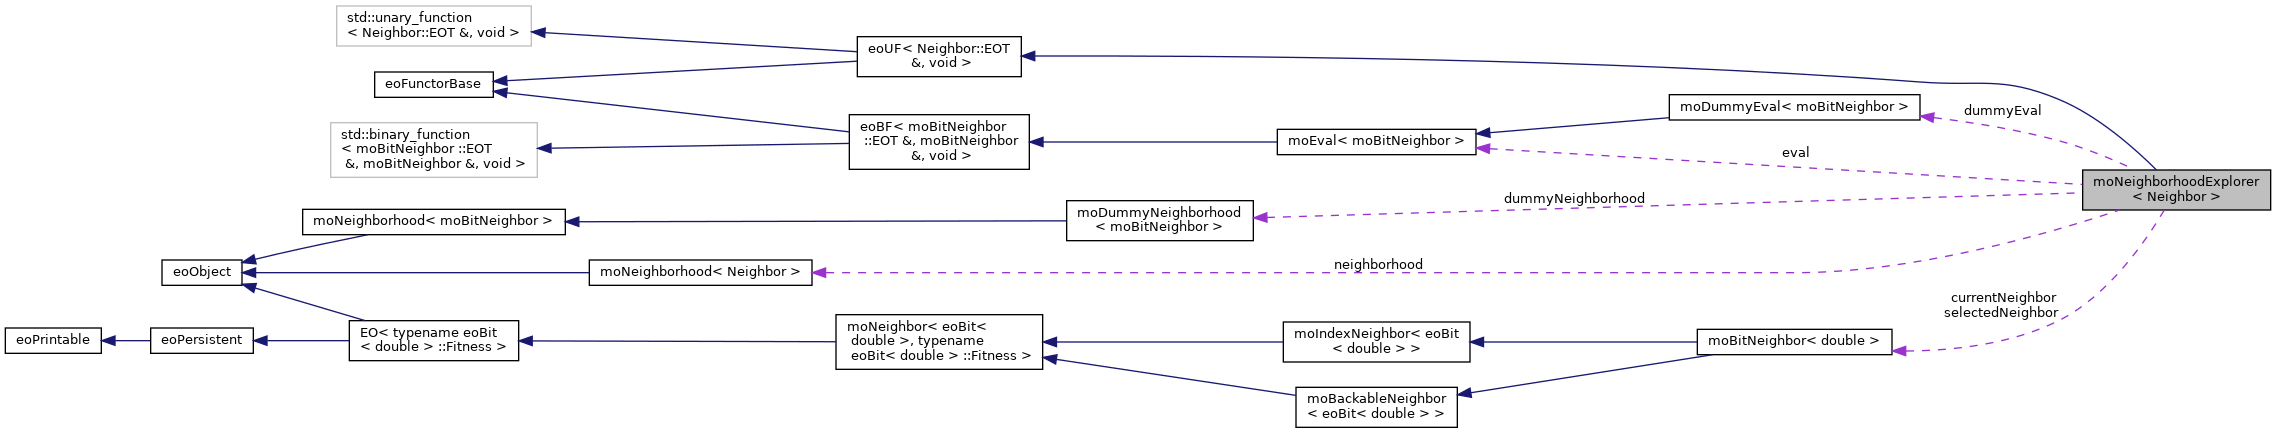 std::unary_function
< Neighbor::EOT &, void >
eoUF< Neighbor::EOT
&, void >
eoFunctorBase
moDummyEval< moBitNeighbor >
dummyEval
eoBF< moBitNeighbor
::EOT &, moBitNeighbor
&, void >
std::binary_function
< moBitNeighbor ::EOT
&, moBitNeighbor &, void >
moEval< moBitNeighbor >
eval
moNeighborhoodExplorer
< Neighbor >
dummyNeighborhood
moNeighborhood< moBitNeighbor >
moDummyNeighborhood
< moBitNeighbor >
eoObject
moNeighborhood< Neighbor >
neighborhood
currentNeighbor
selectedNeighbor
eoPrintable
eoPersistent
EO< typename eoBit
< double > ::Fitness >
moNeighbor< eoBit<
double >, typename
eoBit< double > ::Fitness >
moIndexNeighbor< eoBit
< double > >
moBitNeighbor< double >
moBackableNeighbor
< eoBit< double > >